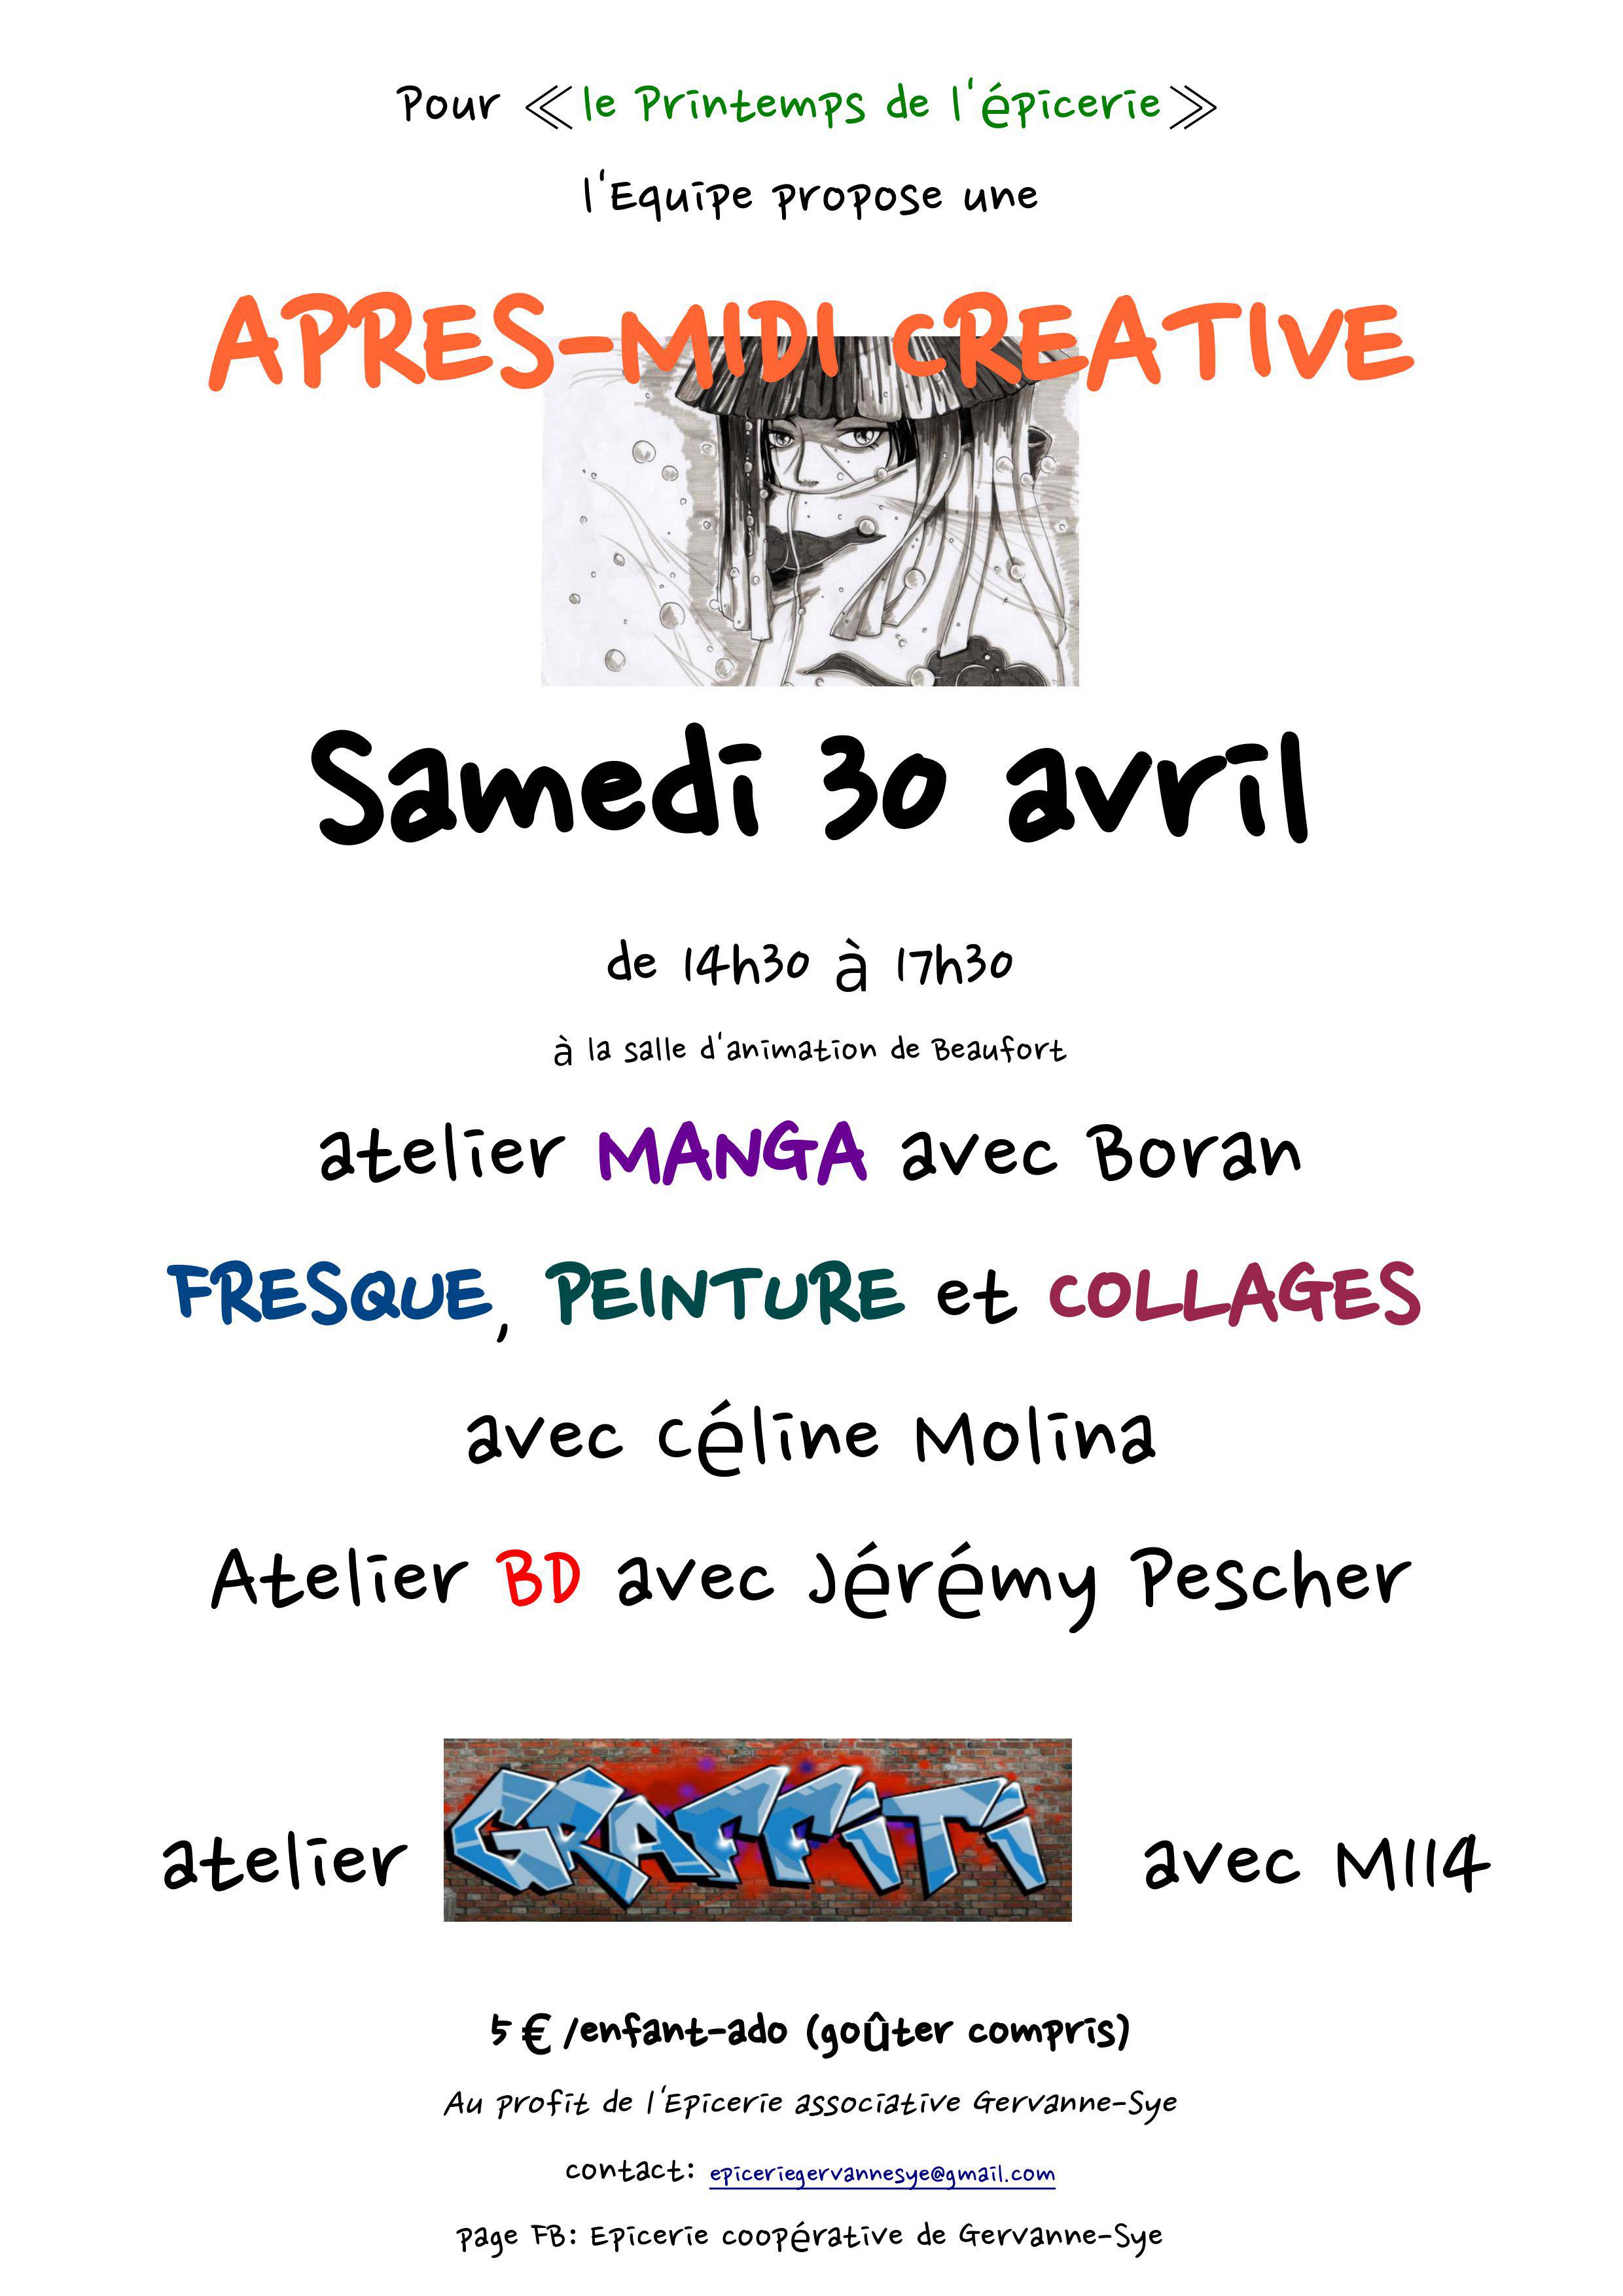 Pour ≪le Printemps de l'épicerie≫
l'Equipe propose une
APRES-MIDI CREATIVE
Samedi 30 avril
de 14h30 à 17h30
à la salle d'animation de Beaufort
atelier MANGA avec Boran
FRESQUE, PEINTURE et COLLAGES
avec Céline Molina
Atelier BD avec Jérémy Pescher
atelier GRAFFiTi avec M114
5 € /enfant-ado (goûter compris)
Au profit de l'Epicerie associative Gervanne-Sye
contact: epiceriegervannesye@gmail.com
page FB: Epicerie coopérative de Gervanne-Sye